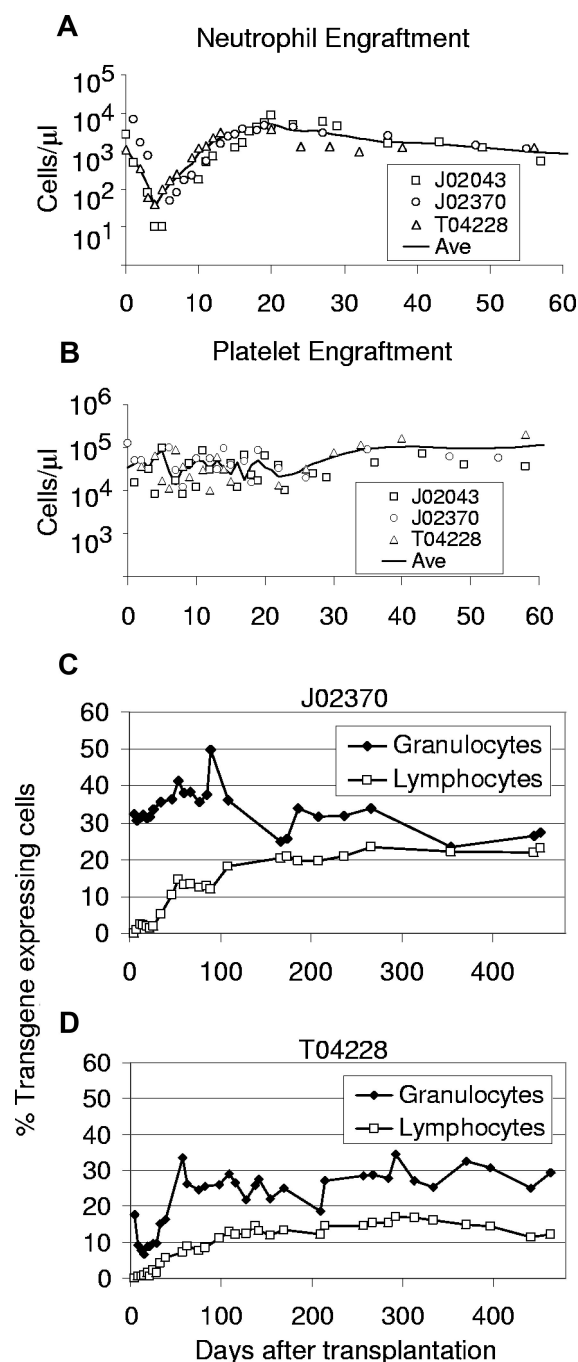 A
Neutrophil Engraftment
Cells/µl
10^5
10^4
10^3
10^2
10^1
J02043
J02370
T04228
Ave
0 10 20 30 40 50 60
B
Platelet Engraftment
Cells/µl
10^6
10^5
10^4
10^3
J02043
J02370
T04228
Ave
0 10 20 30 40 50 60
% Transgene expressing cells
C
J02370
60
50
40
30
20
10
0
Granulocytes
Lymphocytes
0 100 200 300 400
D
T04228
60
50
40
30
20
10
0
Granulocytes
Lymphocytes
0 100 200 300 400
Days after transplantation